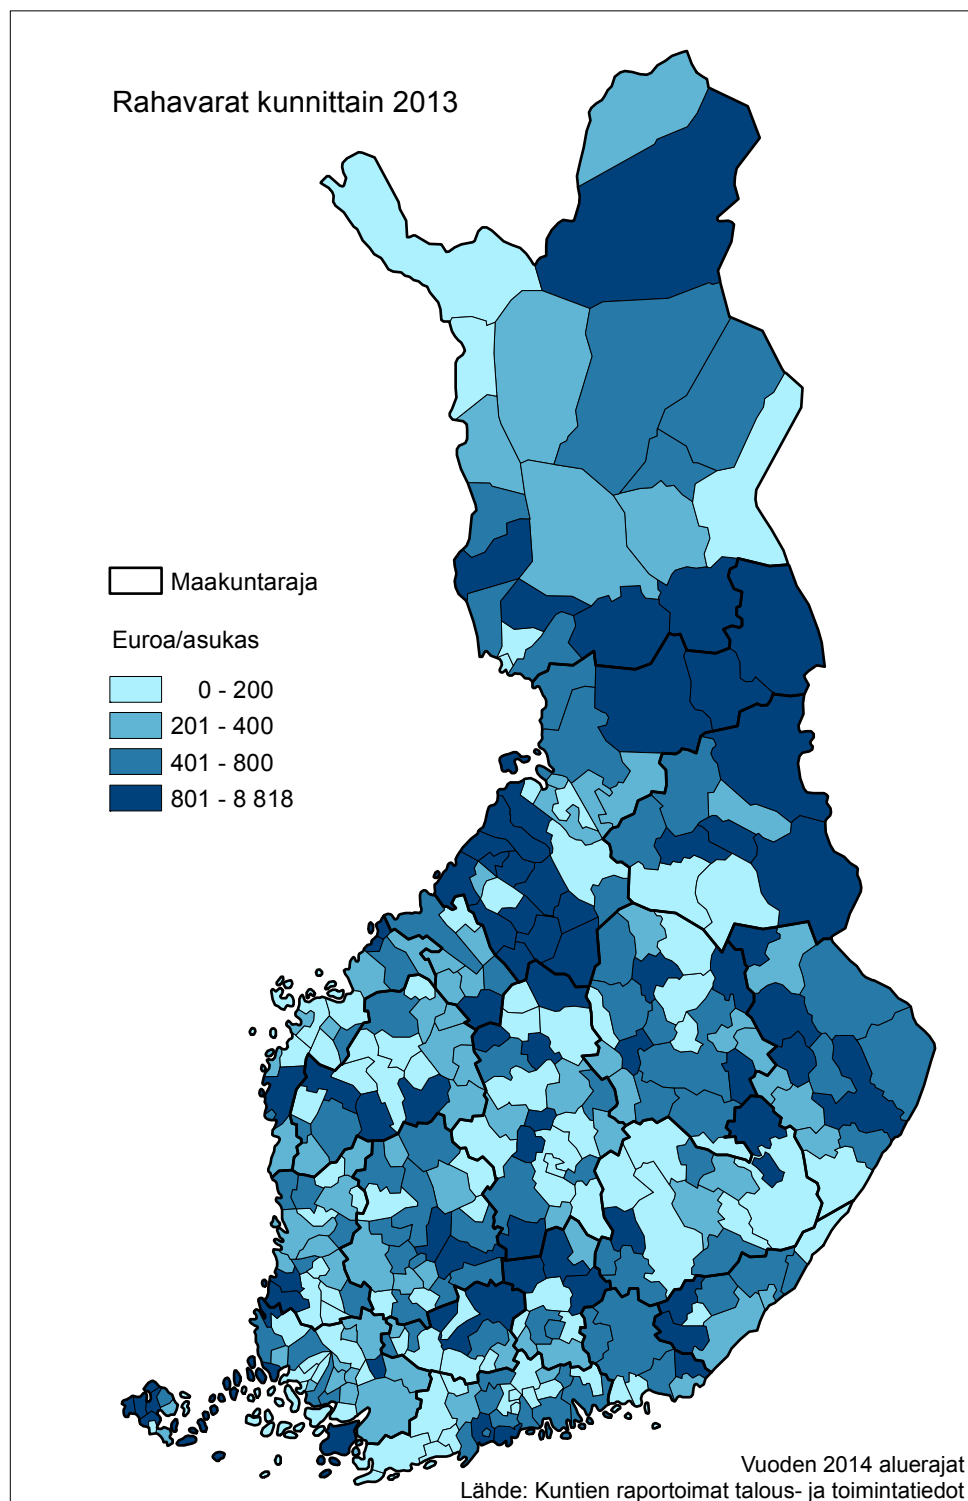 Rahavarat kunnittain 2013
Maakuntaraja
Euroa/asukas
0 - 200
201 - 400
401 - 800
801 - 8 818
Vuoden 2014 aluerajat
Lähde: Kuntien raportoimat talous- ja toimintatiedot